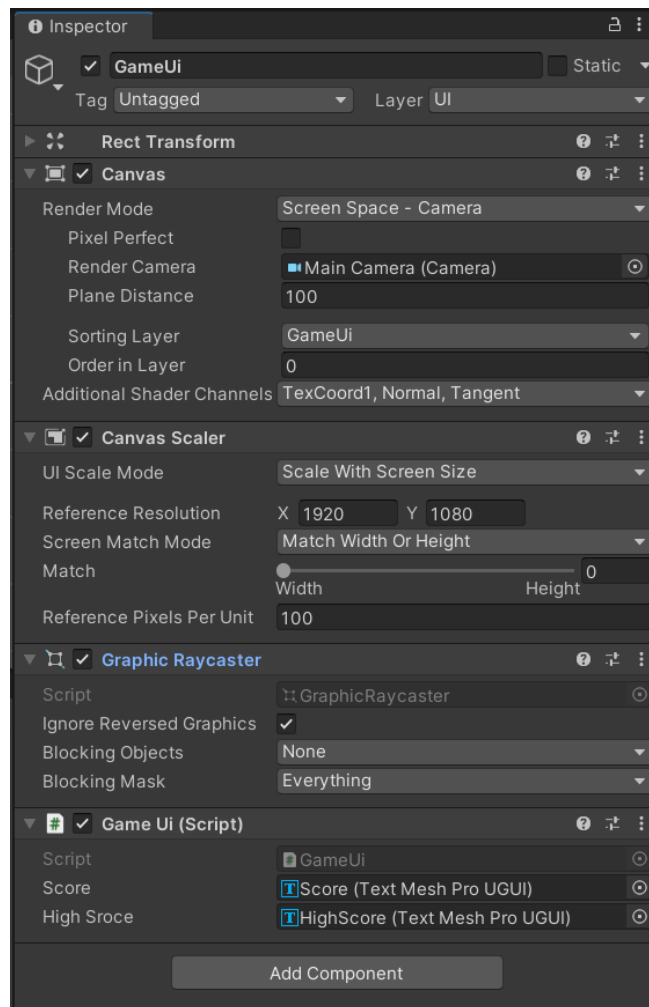 Inspector
GameUi
Static
Tag Untagged Layer UI
Rect Transform
Canvas
Render Mode Screen Space - Camera
Pixel Perfect
Render Camera Main Camera (Camera)
Plane Distance 100
Sorting Layer GameUi
Order in Layer 0
Additional Shader Channels TexCoord1, Normal, Tangent
Canvas Scaler
UI Scale Mode Scale With Screen Size
Reference Resolution X 1920 Y 1080
Screen Match Mode Match Width Or Height
Match 0
Width Height
Reference Pixels Per Unit 100
Graphic Raycaster
Script GraphicRaycaster
Ignore Reversed Graphics
Blocking Objects None
Blocking Mask Everything
# Game Ui (Script)
Script GameUi
Score Score (Text Mesh Pro UGUI)
High Sroce HighScore (Text Mesh Pro UGUI)
Add Component